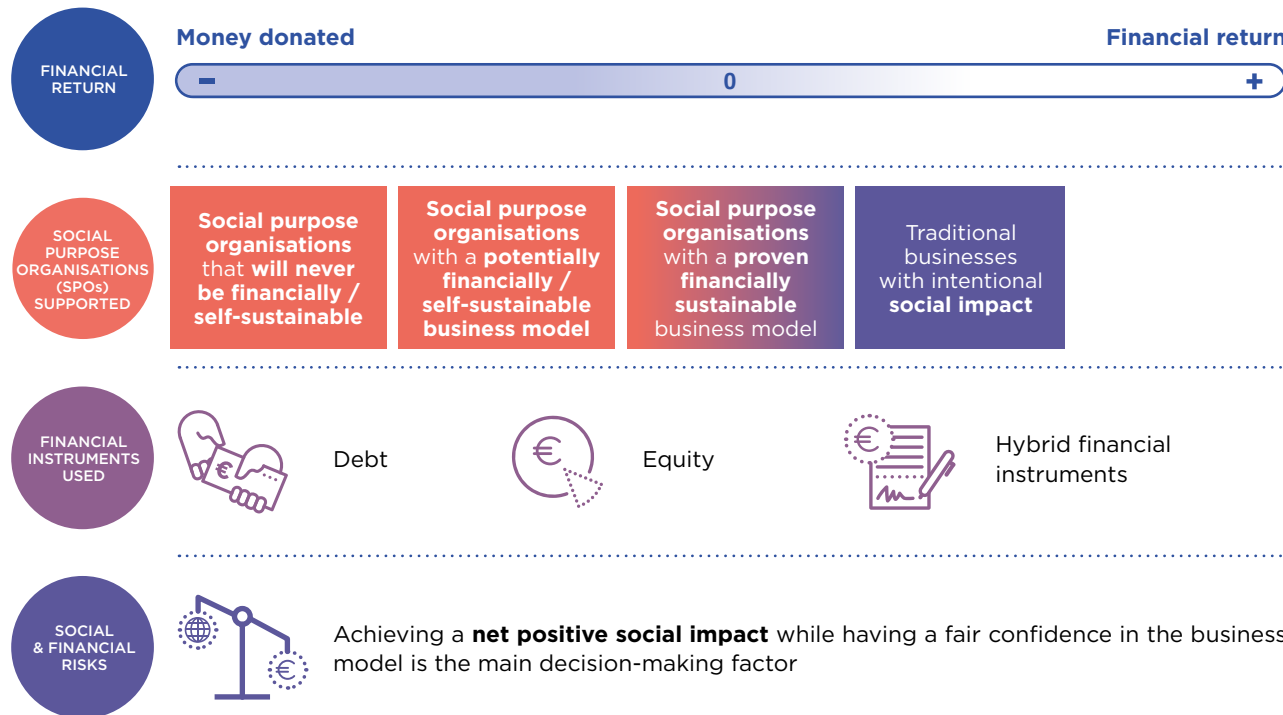 FINANCIAL
RETURN
Money donated
Financial return
–
0
+
SOCIAL
PURPOSE
ORGANISATIONS
(SPOs)
SUPPORTED
Social purpose
organisations
that will never
be financially /
self-sustainable
Social purpose
organisations
with a potentially
financially /
self-sustainable
business model
Social purpose
organisations
with a proven
financially
sustainable
business model
Traditional
businesses
with intentional
social impact
FINANCIAL
INSTRUMENTS
USED
€
Debt
€
Equity
€
Hybrid financial
instruments
SOCIAL
& FINANCIAL
RISKS
€
Achieving a net positive social impact while having a fair confidence in the business
model is the main decision-making factor